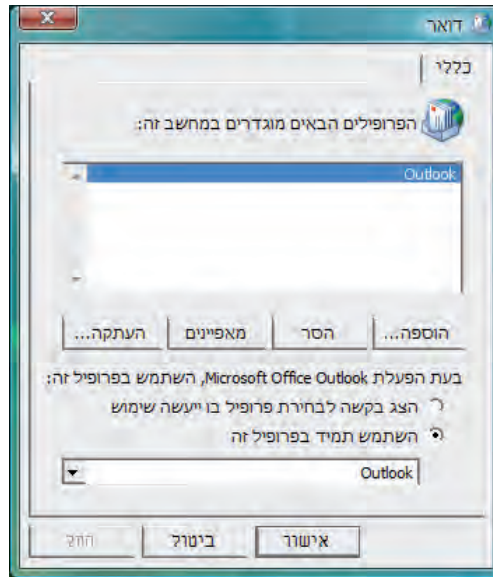 דואר
כללי
הפרופילים הבאים מוגדרים במחשב זה:
Outlook
הוספה... הסר מאפיינים העתקה...
בעת הפעלת Microsoft Office Outlook, השתמש בפרופיל זה:
הצג בקשה לבחירת פרופיל בו ייעשה שימוש
השתמש תמיד בפרופיל זה
Outlook
אישור ביטול החל